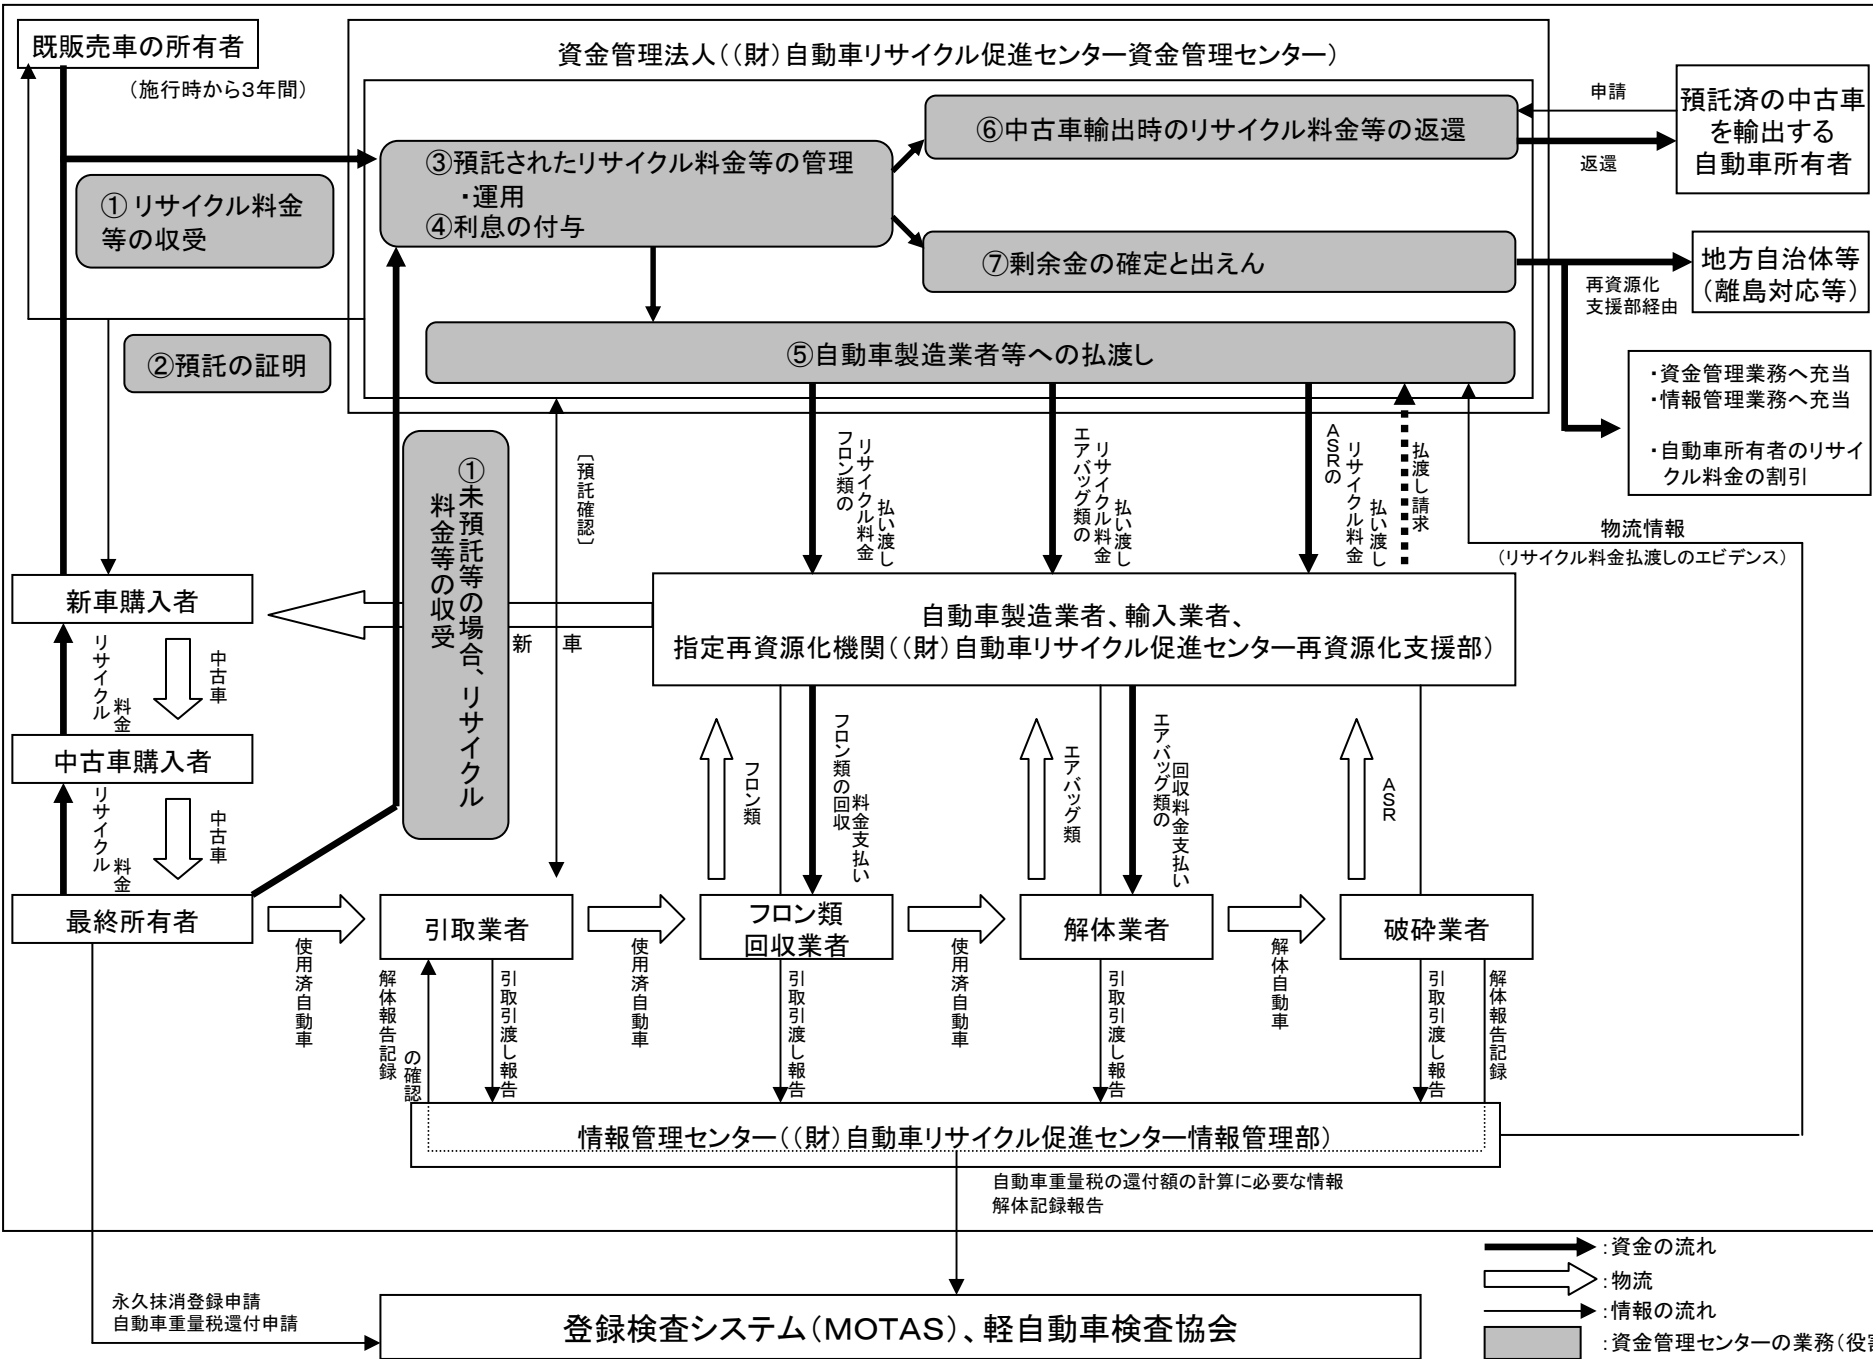 既販売車の所有者
（施行時から3年間）
資金管理法人（（財）自動車リサイクル促進センター資金管理センター）
①リサイクル料金
等の収受
②預託の証明
③預託されたリサイクル料金等の管理
・運用
④利息の付与
⑥中古車輸出時のリサイクル料金等の返還
⑦剰余金の確定と出えん
⑤自動車製造業者等への払渡し
申請
返還
預託済の中古車
を輸出する
自動車所有者
再資源化
支援部経由
地方自治体等
（離島対応等）
・資金管理業務へ充当
・情報管理業務へ充当
・自動車所有者のリサイ
クル料金の割引
①未預託等の場合、リサイクル
料金等の収受
〔預託確認〕
フロン類の
リサイクル料金
払い渡し
エアバッグ類の
リサイクル料金
払い渡し
ASRの
リサイクル料金
払い渡し
払渡し請求
物流情報
（リサイクル料金払渡しのエビデンス）
新車購入者
新 車
自動車製造業者、輸入業者、
指定再資源化機関（（財）自動車リサイクル促進センター再資源化支援部）
リサイクル
料金
中古車
中古車購入者
リサイクル
料金
中古車
フロン類
フロン類の回収
料金支払い
エアバッグ類
エアバッグ類の
回収料金支払い
ASR
最終所有者
使用済自動車
引取業者
使用済自動車
フロン類
回収業者
使用済自動車
解体業者
解体自動車
破砕業者
解体報告記録
の確認
引取引渡し報告
引取引渡し報告
引取引渡し報告
引取引渡し報告
解体報告記録
情報管理センター（（財）自動車リサイクル促進センター情報管理部）
自動車重量税の還付額の計算に必要な情報
解体記録報告
永久抹消登録申請
自動車重量税還付申請
登録検査システム（MOTAS）、軽自動車検査協会
：資金の流れ
：物流
：情報の流れ
：資金管理センターの業務（役